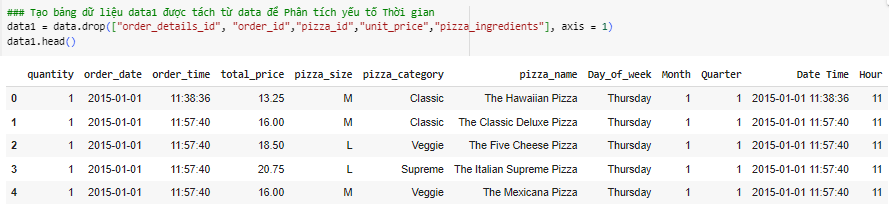 ### Tạo bảng dữ liệu data1 được tách từ data để Phân tích yếu tố Thời gian
data1 = data.drop(["order_details_id", "order_id","pizza_id","unit_price","pizza_ingredients"], axis = 1)
data1.head()
quantity order_date order_time total_price pizza_size pizza_category pizza_name Day_of_week Month Quarter Date Time Hour
0 1 2015-01-01 11:38:36 13.25 M Classic The Hawaiian Pizza Thursday 1 1 2015-01-01 11:38:36 11
1 1 2015-01-01 11:57:40 16.00 M Classic The Classic Deluxe Pizza Thursday 1 1 2015-01-01 11:57:40 11
2 1 2015-01-01 11:57:40 18.50 L Veggie The Five Cheese Pizza Thursday 1 1 2015-01-01 11:57:40 11
3 1 2015-01-01 11:57:40 20.75 L Supreme The Italian Supreme Pizza Thursday 1 1 2015-01-01 11:57:40 11
4 1 2015-01-01 11:57:40 16.00 M Veggie The Mexicana Pizza Thursday 1 1 2015-01-01 11:57:40 11